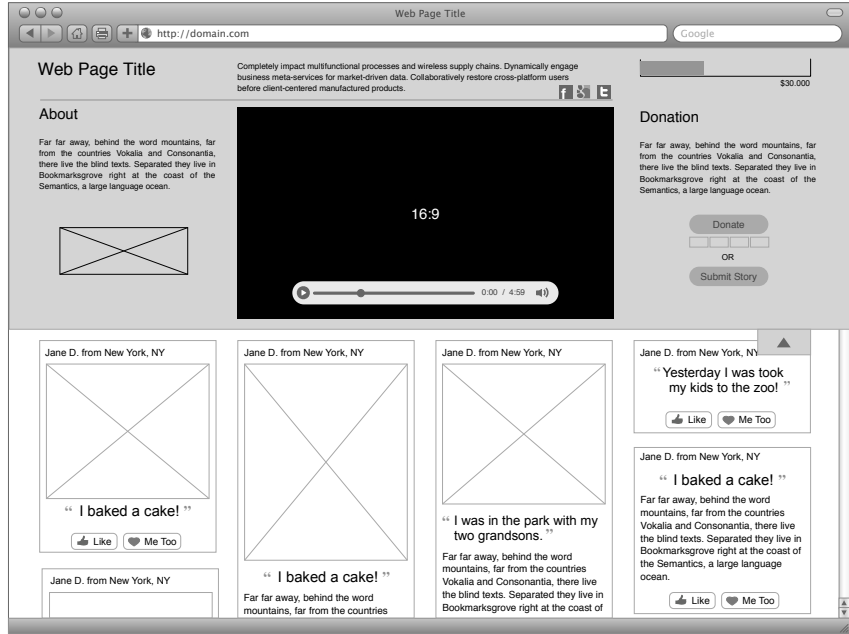 Web Page Title
http://domain.com
Google
Web Page Title
Completely impact multifunctional processes and wireless supply chains. Dynamically engage
business meta-services for market-driven data. Collaboratively restore cross-platform users
before client-centered manufactured products.
$30.000
About
Far far away, behind the word mountains, far
from the countries Vokalia and Consonantia,
there live the blind texts. Separated they live in
Bookmarksgrove right at the coast of the
Semantics, a large language ocean.
16:9
0:00 / 4:59
Donation
Far far away, behind the word mountains, far
from the countries Vokalia and Consonantia,
there live the blind texts. Separated they live in
Bookmarksgrove right at the coast of the
Semantics, a large language ocean.
Donate
OR
Submit Story
Jane D. from New York, NY
“ I baked a cake! ”
Like
Me Too
Jane D. from New York, NY
Jane D. from New York, NY
“ I baked a cake! ”
Far far away, behind the word
mountains, far from the countries
Jane D. from New York, NY
“ I was in the park with my
two grandsons. ”
Far far away, behind the word
mountains, far from the countries
Vokalia and Consonantia, there live
the blind texts. Separated they live in
Bookmarksgrove right at the coast of
Jane D. from New York, NY
“ Yesterday I was took
my kids to the zoo! ”
Like
Me Too
Jane D. from New York, NY
“ I baked a cake! ”
Far far away, behind the word
mountains, far from the countries
Vokalia and Consonantia, there live
the blind texts. Separated they live in
Bookmarksgrove right at the coast of
the Semantics, a large language
ocean.
Like
Me Too